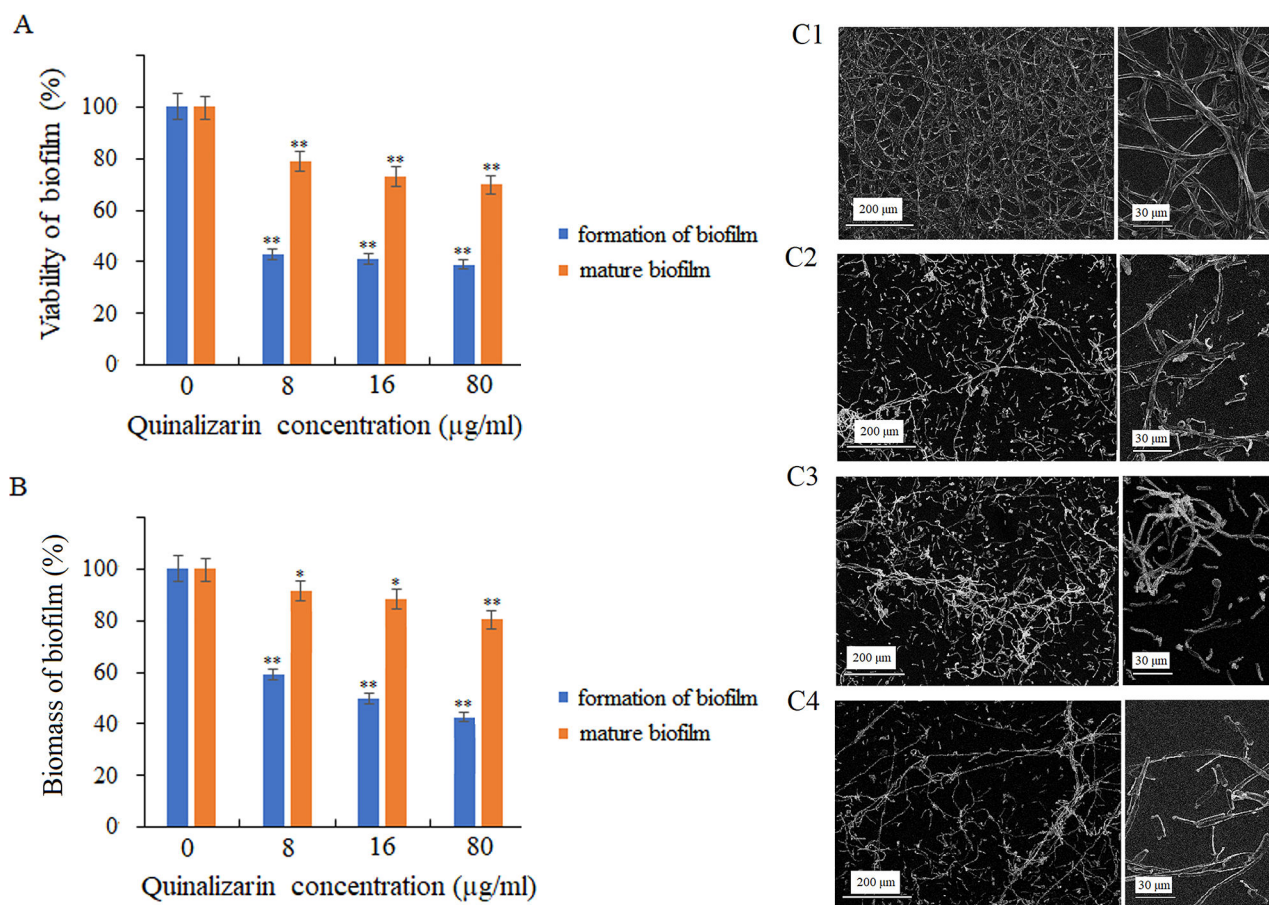 A
Viability of biofilm (%)
100
80
60
40
20
0
** ** **
** ** **
0 8 16 80
Quinalizarin concentration (µg/ml)
formation of biofilm
mature biofilm
B
Biomass of biofilm (%)
100
80
60
40
20
0
* * **
** ** **
0 8 16 80
Quinalizarin concentration (µg/ml)
formation of biofilm
mature biofilm
C1
200 µm
30 µm
C2
200 µm
30 µm
C3
200 µm
30 µm
C4
200 µm
30 µm